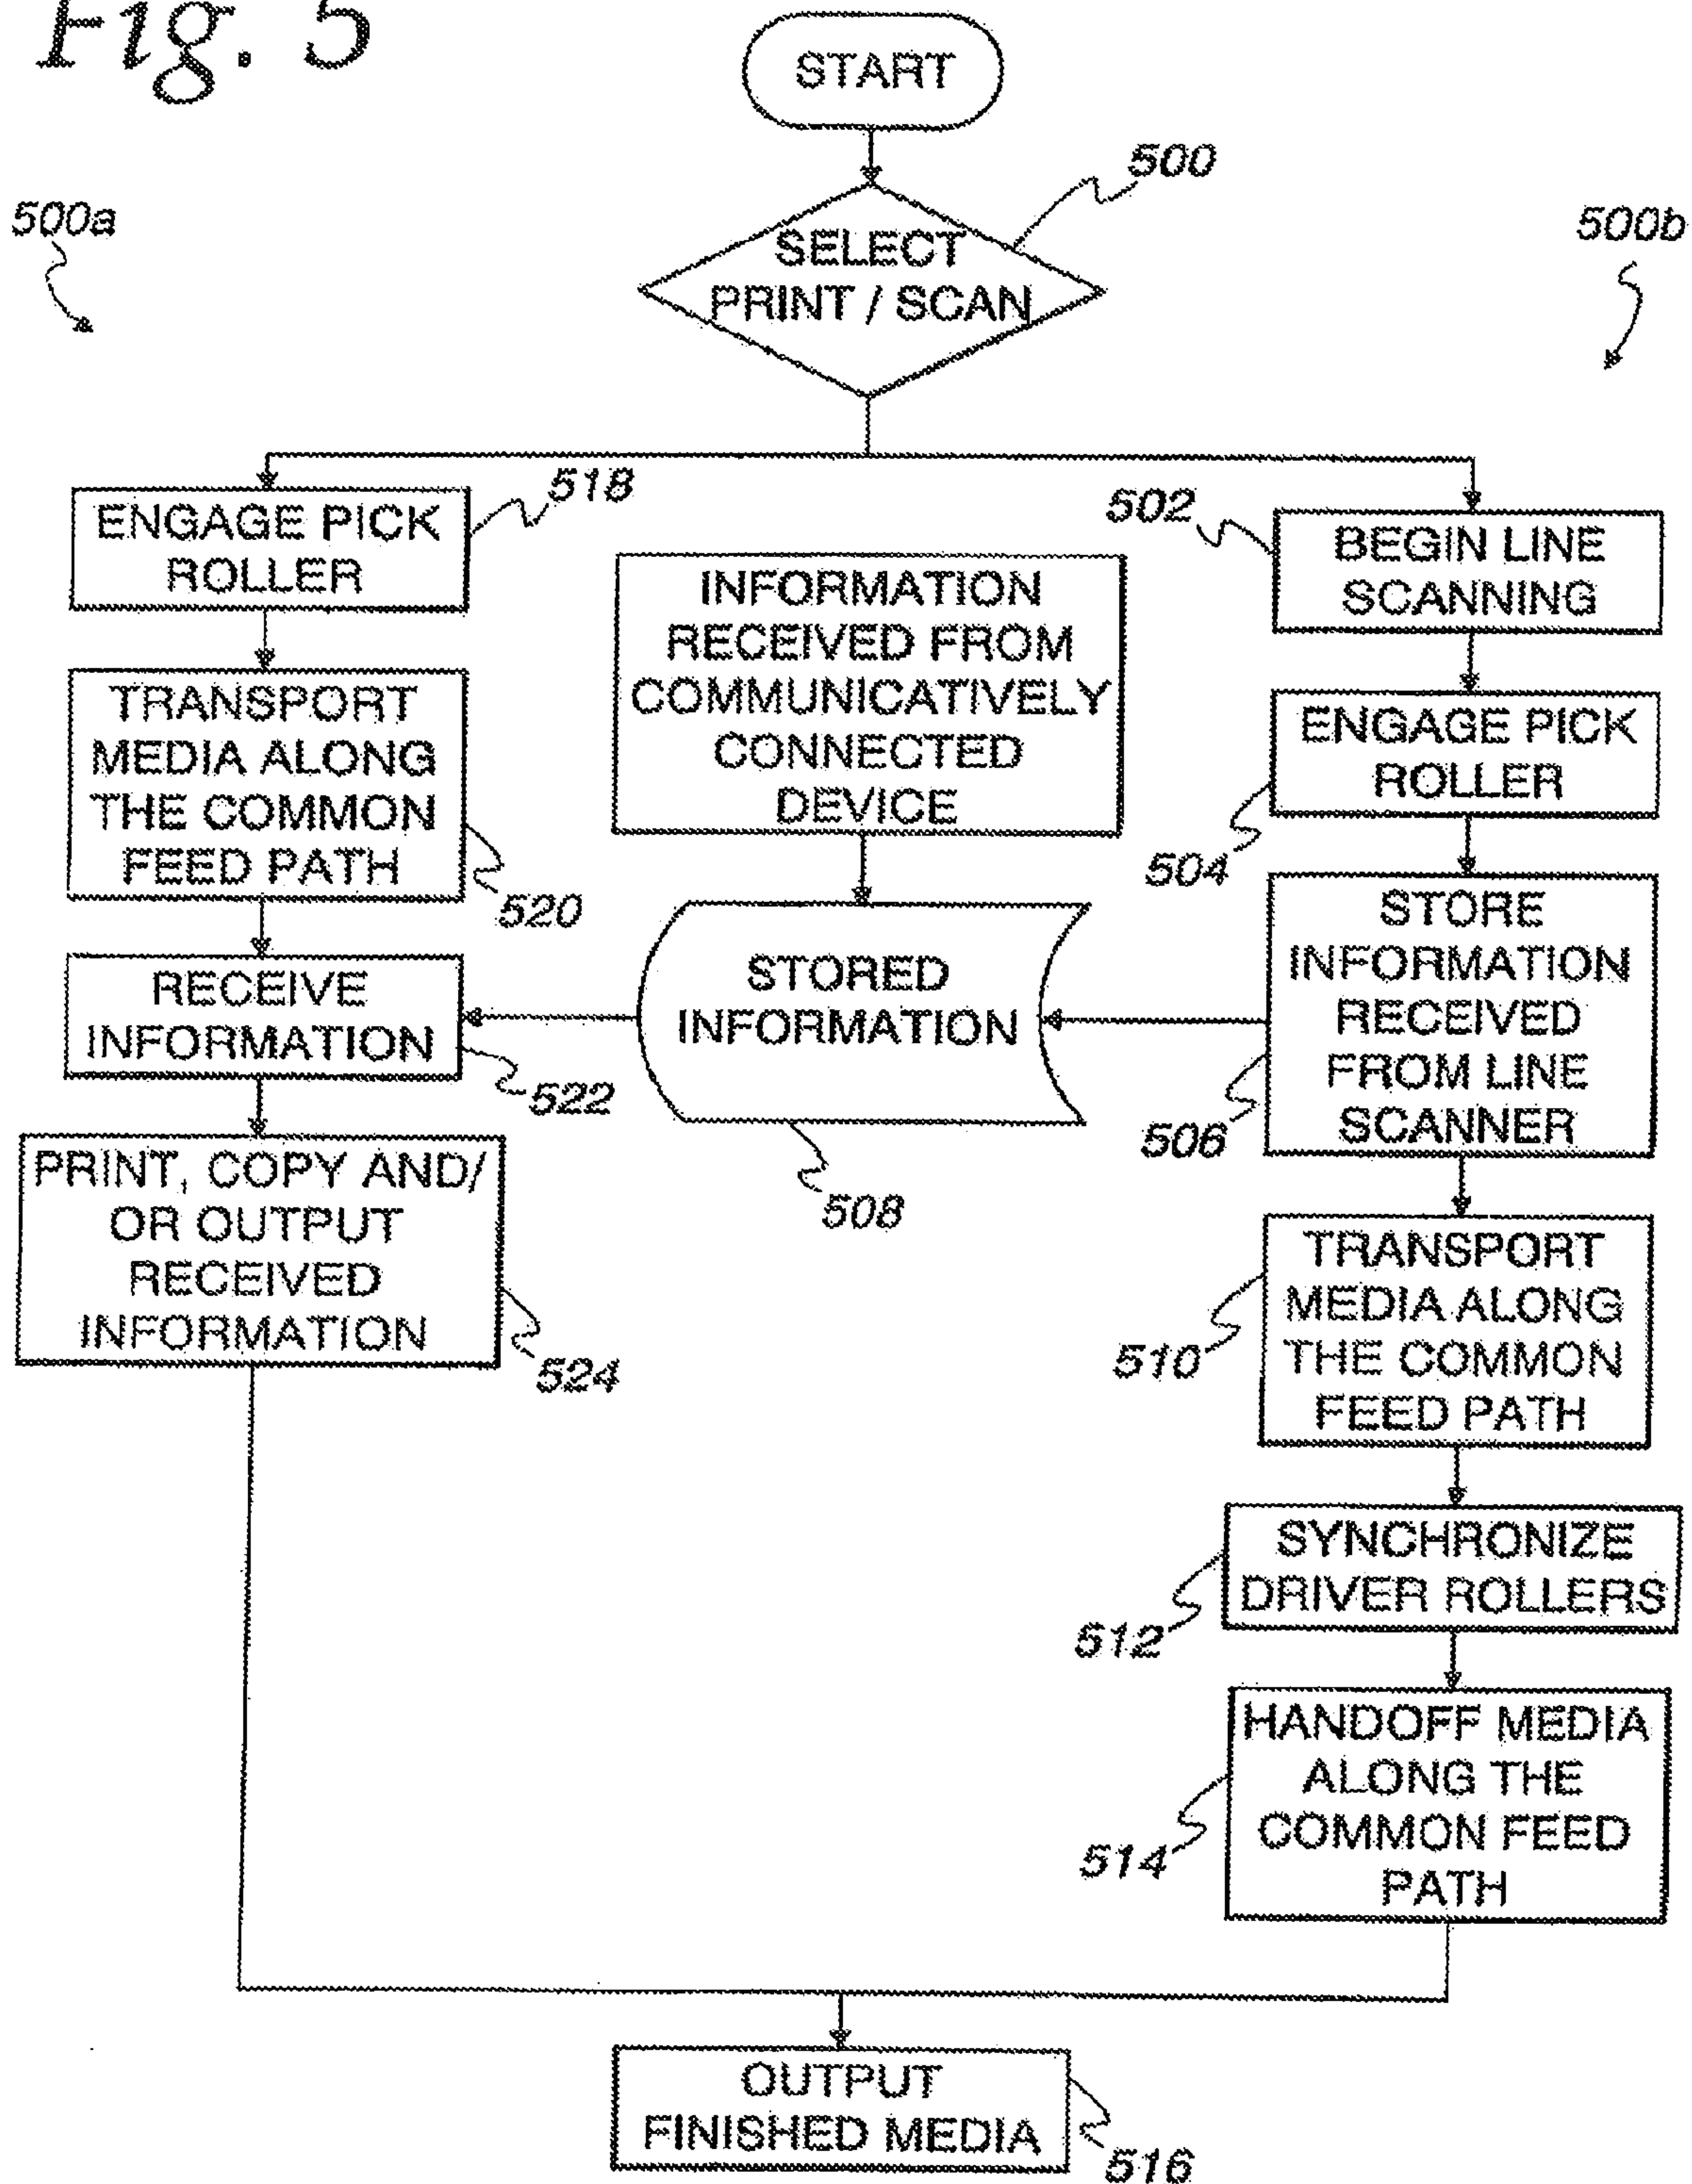 Fig. 5
START
500
500a
500b
SELECT
PRINT / SCAN
518
ENGAGE PICK
ROLLER
502
BEGIN LINE
SCANNING
INFORMATION
RECEIVED FROM
COMMUNICATIVELY
CONNECTED
DEVICE
TRANSPORT
MEDIA ALONG
THE COMMON
FEED PATH
520
ENGAGE PICK
ROLLER
504
STORED
INFORMATION
508
STORE
INFORMATION
RECEIVED
FROM LINE
SCANNER
506
RECEIVE
INFORMATION
522
PRINT, COPY AND/
OR OUTPUT
RECEIVED
INFORMATION
524
TRANSPORT
MEDIA ALONG
THE COMMON
FEED PATH
510
SYNCHRONIZE
DRIVER ROLLERS
512
HANDOFF MEDIA
ALONG THE
COMMON FEED
PATH
514
OUTPUT
FINISHED MEDIA
516